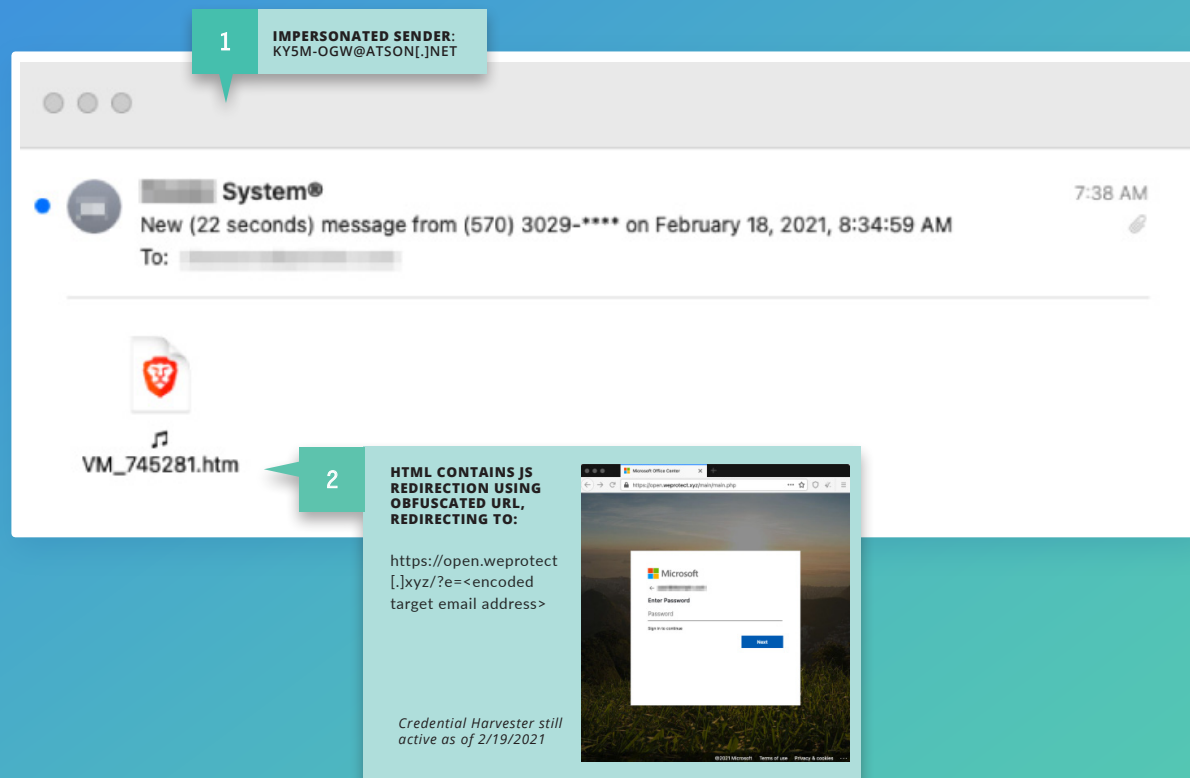 1
IMPERSONATED SENDER:
KY5M-OGW@ATSON[.]NET
System®
7:38 AM
New (22 seconds) message from (570) 3029-**** on February 18, 2021, 8:34:59 AM
To:
VM_745281.htm
2
HTML CONTAINS JS
REDIRECTION USING
OBFUSCATED URL,
REDIRECTING TO:
https://open.weprotect
[.]xyz/?e=<encoded
target email address>
Credential Harvester still
active as of 2/19/2021
Microsoft Office Center
https://open.weprotect.xyz/main/main.php
Microsoft
Enter Password
Password
Sign in to continue
Next
©2021 Microsoft Terms of use Privacy & cookies